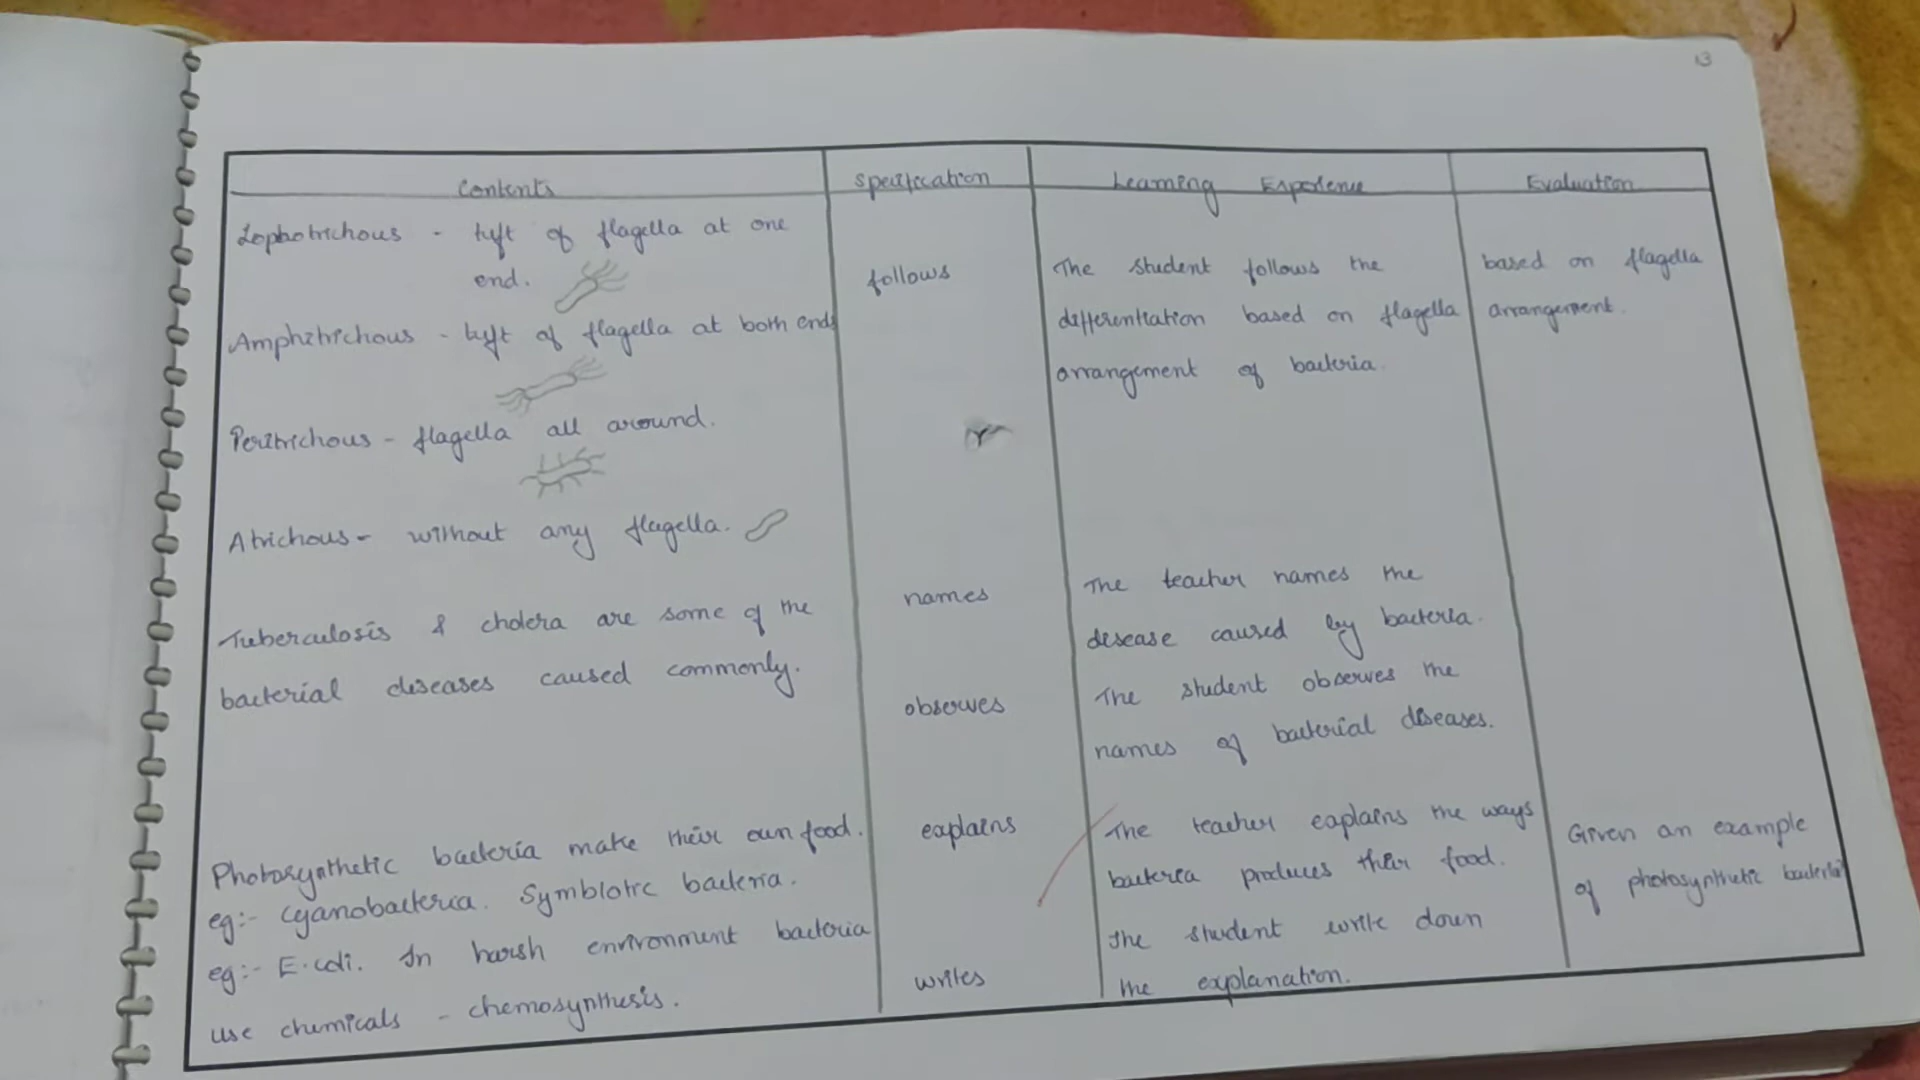 13
Contents
Specification
Learning Experience
Evaluation
Lophotrichous - tuft of flagella at one
end.
Amphitrichous - tuft of flagella at both ends
Peritrichous - flagella all around.
Atrichous - without any flagella.
Tuberculosis & cholera are some of the
bacterial diseases caused commonly.
Photosynthetic bacteria make their own food.
eg:- Cyanobacteria. Symbiotic bacteria.
eg:- E.coli. In harsh environment bacteria
use chemicals - chemosynthesis.
follows
names
observes
explains
writes
The student follows the
differentiation based on flagella
arrangement of bacteria.
The teacher names the
disease caused by bacteria.
The student observes the
names of bacterial diseases.
The teacher explains the ways
bacteria produces their food.
The student write down
the explanation.
based on flagella
arrangement.
Given an example
of photosynthetic bacteria